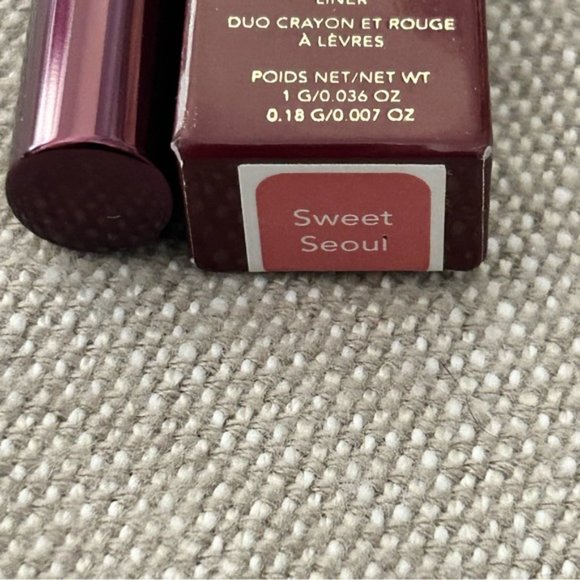 LINER
DUO CRAYON ET ROUGE
À LÈVRES
POIDS NET/NET WT
1 G/0.036 OZ
0.18 G/0.007 OZ
Sweet
Seoul